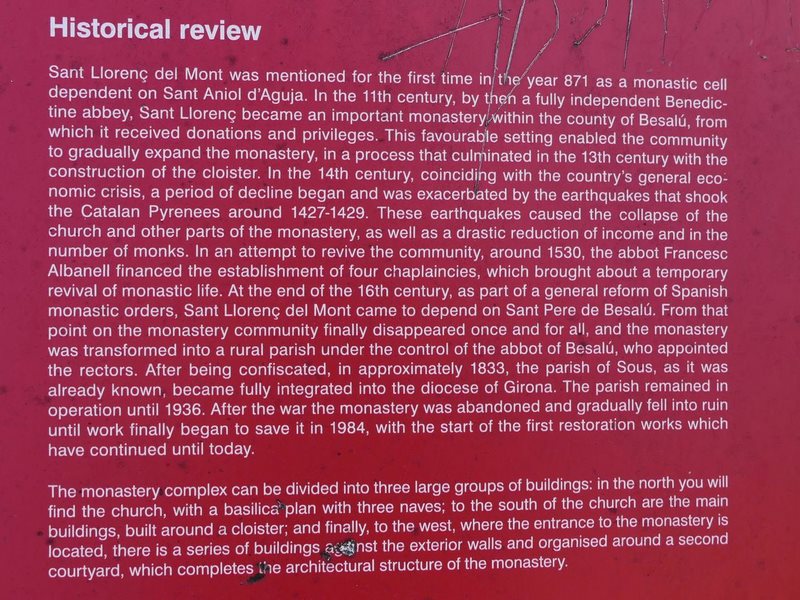 Historical review
Sant Llorenç del Mont was mentioned for the first time in the year 871 as a monastic cell
dependent on Sant Aniol d'Aguja. In the 11th century, by then a fully independent Benedic-
tine abbey, Sant Llorenç became an important monastery within the county of Besalú, from
which it received donations and privileges. This favourable setting enabled the community
to gradually expand the monastery, in a process that culminated in the 13th century with the
construction of the cloister. In the 14th century, coinciding with the country's general eco-
nomic crisis, a period of decline began and was exacerbated by the earthquakes that shook
the Catalan Pyrenees around 1427-1429. These earthquakes caused the collapse of the
church and other parts of the monastery, as well as a drastic reduction of income and in the
number of monks. In an attempt to revive the community, around 1530, the abbot Francesc
Albanell financed the establishment of four chaplaincies, which brought about a temporary
revival of monastic life. At the end of the 16th century, as part of a general reform of Spanish
monastic orders, Sant Llorenç del Mont came to depend on Sant Pere de Besalú. From that
point on the monastery community finally disappeared once and for all, and the monastery
was transformed into a rural parish under the control of the abbot of Besalú, who appointed
the rectors. After being confiscated, in approximately 1833, the parish of Sous, as it was
already known, became fully integrated into the diocese of Girona. The parish remained in
operation until 1936. After the war the monastery was abandoned and gradually fell into ruin
until work finally began to save it in 1984, with the start of the first restoration works which
have continued until today.
The monastery complex can be divided into three large groups of buildings: in the north you will
find the church, with a basilica plan with three naves; to the south of the church are the main
buildings, built around a cloister; and finally, to the west, where the entrance to the monastery is
located, there is a series of buildings against the exterior walls and organised around a second
courtyard, which completes the architectural structure of the monastery.